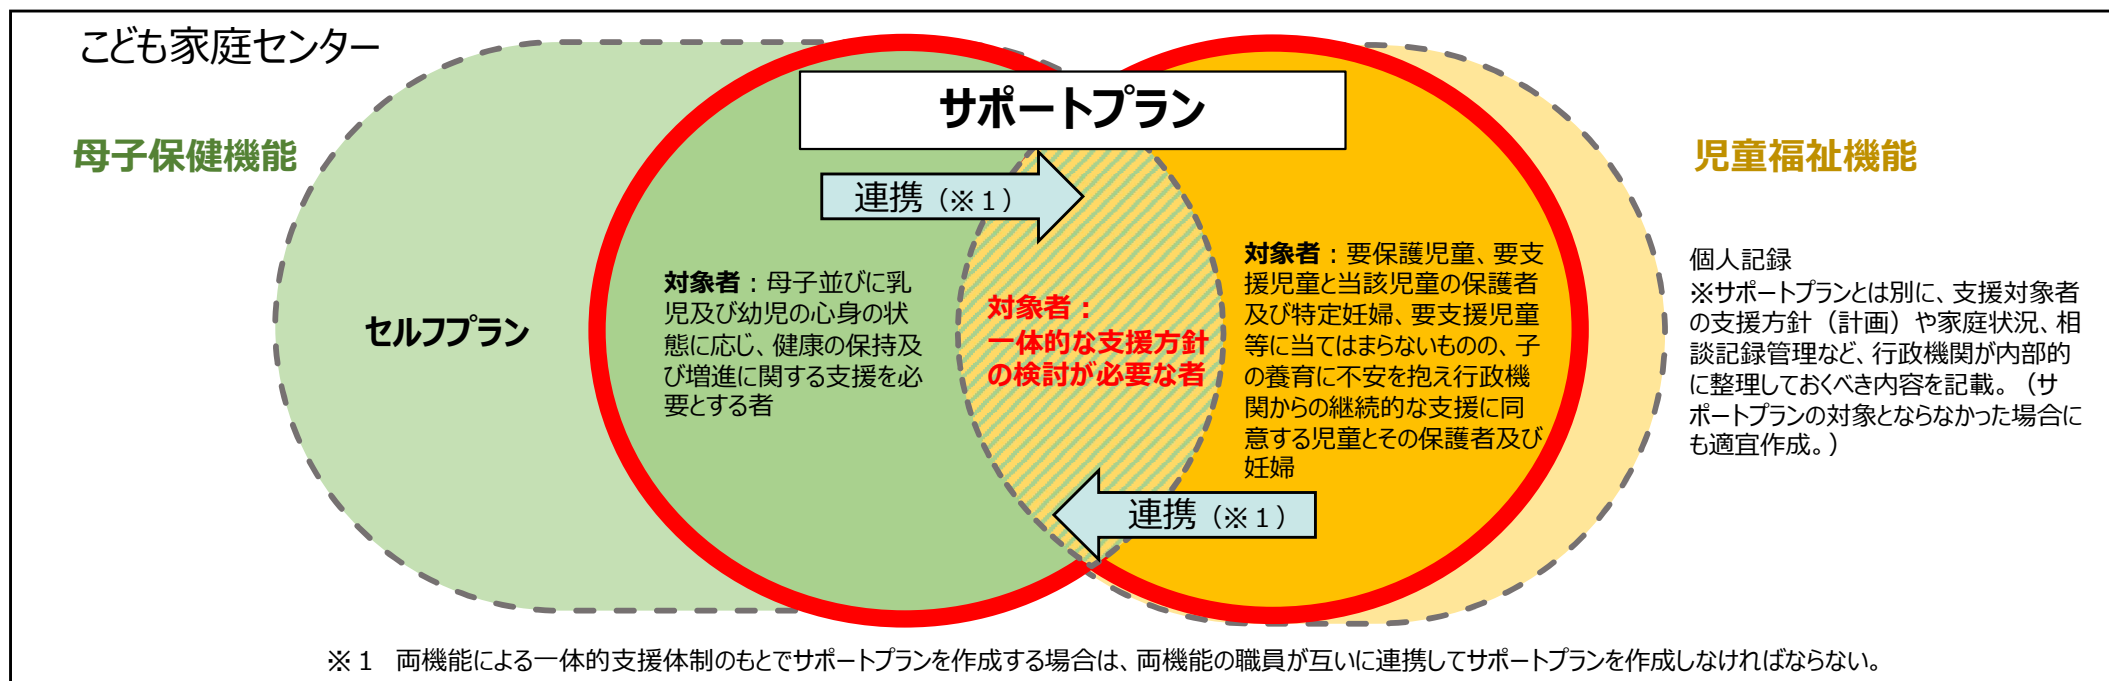 こども家庭センター
サポートプラン
母子保健機能
児童福祉機能
連携（※１）
セルフプラン
対象者：母子並びに乳
児及び幼児の心身の状
態に応じ、健康の保持及
び増進に関する支援を必
要とする者
対象者：
一体的な支援方針
の検討が必要な者
対象者：要保護児童、要支
援児童と当該児童の保護者
及び特定妊婦、要支援児童
等に当てはまらないものの、子
の養育に不安を抱え行政機
関からの継続的な支援に同
意する児童とその保護者及び
妊婦
連携（※１）
個人記録
※サポートプランとは別に、支援対象者
の支援方針（計画）や家庭状況、相
談記録管理など、行政機関が内部的
に整理しておくべき内容を記載。（サ
ポートプランの対象とならなかった場合に
も適宜作成。）
※１　両機能による一体的支援体制のもとでサポートプランを作成する場合は、両機能の職員が互いに連携してサポートプランを作成しなければならない。